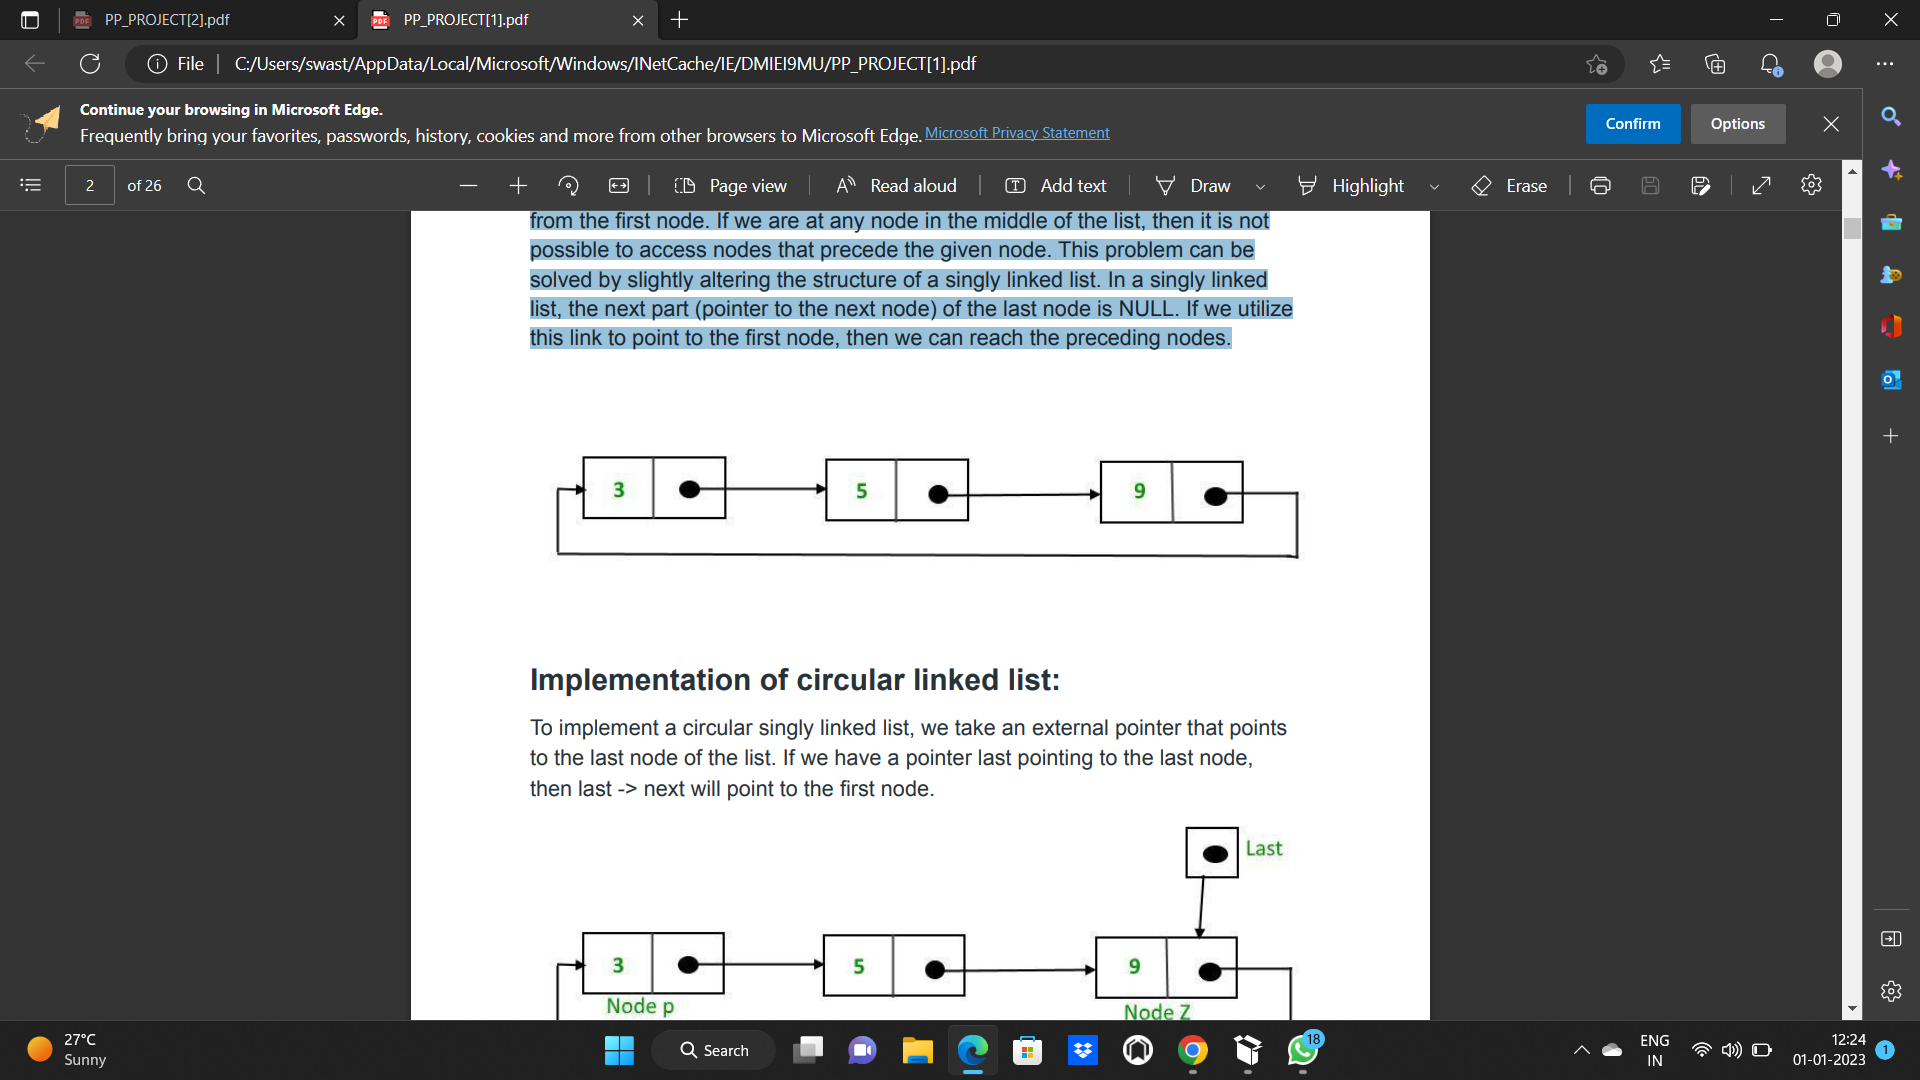 PP_PROJECT[2].pdf
PP_PROJECT[1].pdf
File
C:/Users/swast/AppData/Local/Microsoft/Windows/INetCache/IE/DMIEI9MU/PP_PROJECT[1].pdf
Continue your browsing in Microsoft Edge.
Frequently bring your favorites, passwords, history, cookies and more from other browsers to Microsoft Edge. Microsoft Privacy Statement
Confirm
Options
2 of 26
Page view
Read aloud
Add text
Draw
Highlight
Erase
from the first node. If we are at any node in the middle of the list, then it is not
possible to access nodes that precede the given node. This problem can be
solved by slightly altering the structure of a singly linked list. In a singly linked
list, the next part (pointer to the next node) of the last node is NULL. If we utilize
this link to point to the first node, then we can reach the preceding nodes.
3 5 9
Implementation of circular linked list:
To implement a circular singly linked list, we take an external pointer that points
to the last node of the list. If we have a pointer last pointing to the last node,
then last -> next will point to the first node.
Last
3 5 9
Node p
Node Z
27°C
Sunny
Search
18
ENG
IN
12:24
01-01-2023
1